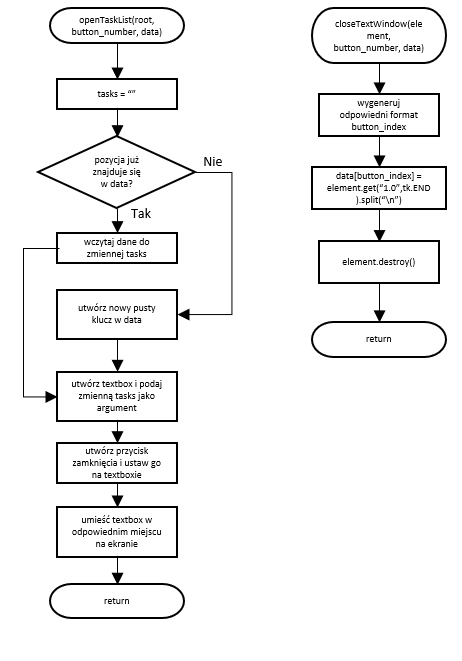 openTaskList(root,
button_number, data)
tasks = “”
pozycja już
znajduje się
w data?
Nie
Tak
wczytaj dane do
zmiennej tasks
utwórz nowy pusty
klucz w data
utwórz textbox i podaj
zmienną tasks jako
argument
utwórz przycisk
zamknięcia i ustaw go
na textboxie
umieść textbox w
odpowiednim miejscu
na ekranie
return
closeTextWindow(ele
ment,
button_number, data)
wygeneruj
odpowiedni format
button_index
data[button_index] =
element.get(“1.0”,tk.END
).split(“\n”)
element.destroy()
return